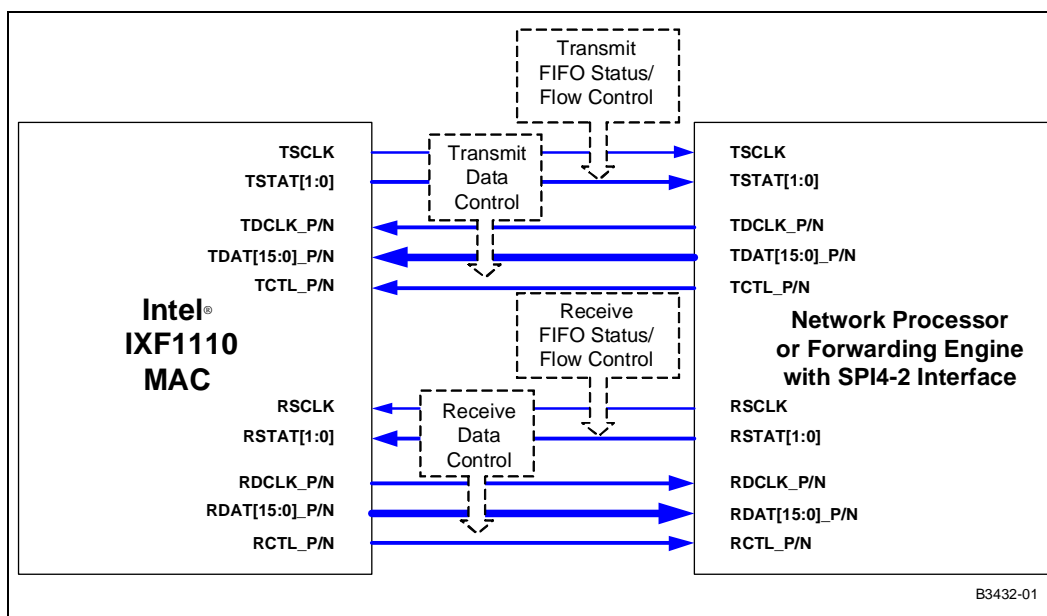 Transmit
FIFO Status/
Flow Control
Transmit
Data
Control
TSCLK
TSTAT[1:0]
TDCLK_P/N
TDAT[15:0]_P/N
TCTL_P/N
TSCLK
TSTAT[1:0]
TDCLK_P/N
TDAT[15:0]_P/N
TCTL_P/N
Intel®
IXF1110
MAC
Receive
FIFO Status/
Flow Control
Network Processor
or Forwarding Engine
with SPI4-2 Interface
Receive
Data
Control
RSCLK
RSTAT[1:0]
RDCLK_P/N
RDAT[15:0]_P/N
RCTL_P/N
RSCLK
RSTAT[1:0]
RDCLK_P/N
RDAT[15:0]_P/N
RCTL_P/N
B3432-01